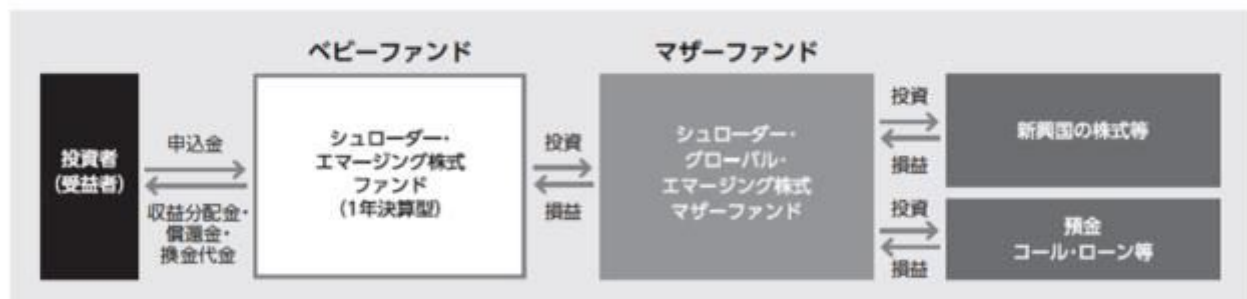 ベビーファンド
マザーファンド
投資者
(受益者)
申込金
収益分配金・
償還金・
換金代金
シュローダー・
エマージング株式
ファンド
(1年決算型)
投資
損益
シュローダー・
グローバル・
エマージング株式
マザーファンド
投資
損益
新興国の株式等
投資
損益
預金
コール・ローン等